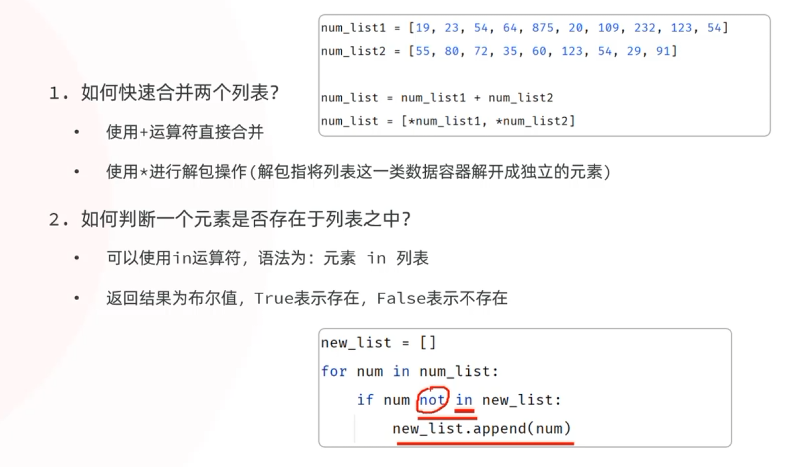 num_list1 = [19, 23, 54, 64, 875, 20, 109, 232, 123, 54]
num_list2 = [55, 80, 72, 35, 60, 123, 54, 29, 91]
num_list = num_list1 + num_list2
num_list = [*num_list1, *num_list2]
1. 如何快速合并两个列表?
• 使用+运算符直接合并
• 使用*进行解包操作(解包指将列表这一类数据容器解开成独立的元素)
2. 如何判断一个元素是否存在于列表之中?
• 可以使用in运算符, 语法为: 元素 in 列表
• 返回结果为布尔值, True表示存在, False表示不存在
new_list = []
for num in num_list:
    if num not in new_list:
        new_list.append(num)